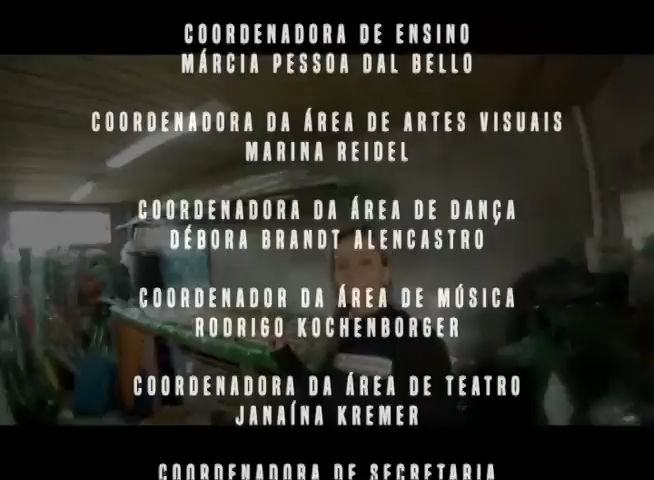 COORDENADORA DE ENSINO
MÁRCIA PESSOA DAL BELLO
COORDENADORA DA ÁREA DE ARTES VISUAIS
MARINA REIDEL
COORDENADORA DA ÁREA DE DANÇA
DÉBORA BRANDT ALENCASTRO
COORDENADOR DA ÁREA DE MÚSICA
RODRIGO KOCHENBORGER
COORDENADORA DA ÁREA DE TEATRO
JANAÍNA KREMER
COORDENADORA DE SECRETARIA